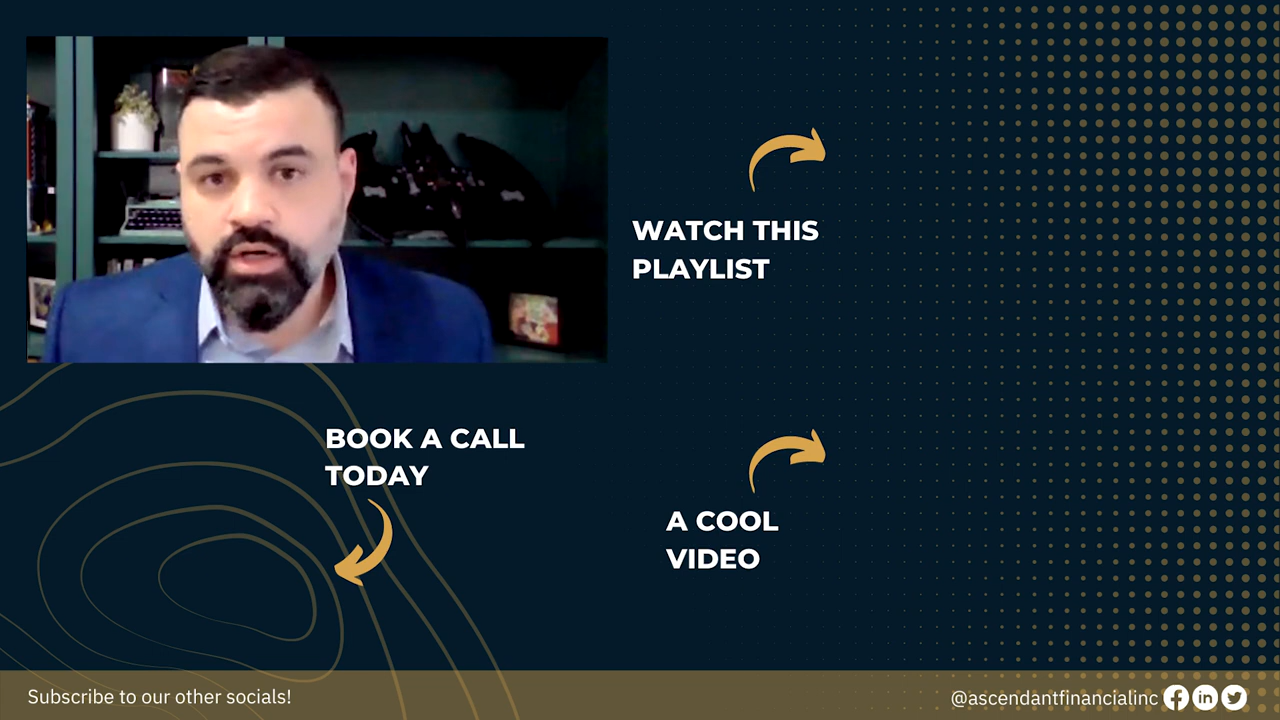 WATCH THIS
PLAYLIST
BOOK A CALL
TODAY
A COOL
VIDEO
Subscribe to our other socials!
@ascendantfinancialinc